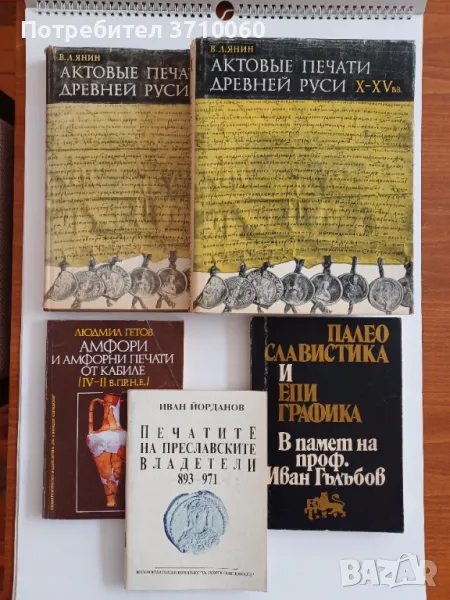 Потребител 3710060
В.Л.ЯНИН
АКТОВЫЕ ПЕЧАТ
ДРЕВНЕЙ РУСИ
В.Л.ЯНИН
АКТОВЫЕ ПЕЧАТИ
ДРЕВНЕЙ РУСИ X-XV вв.
ЛЮДМИЛ ГЕТОВ
АМФОРИ
И АМФОРНИ ПЕЧАТИ
ОТ КАБИЛЕ
/IV-II В.ПР.Н.Е./
ПАЛЕО
СЛАВИСТИКА
И
ЕПИ
ГРАФИКА
В памет на
проф.
Иван Гълъбов
ИВАН ЙОРДАНОВ
ПЕЧАТИТЕ
НА ПРЕСЛАВСКИТЕ
ВЛАДЕТЕЛИ
893-971
BAZAR